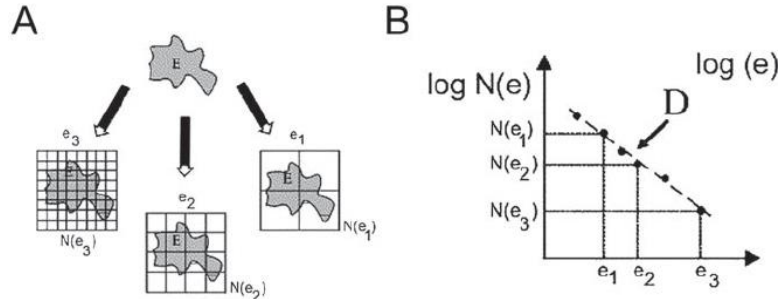 A
E
e3
E
N(e3)
e2
E
N(e2)
e1
E
N(e1)
B
log N(e)
log (e)
D
N(e1)
N(e2)
N(e3)
e1 e2 e3